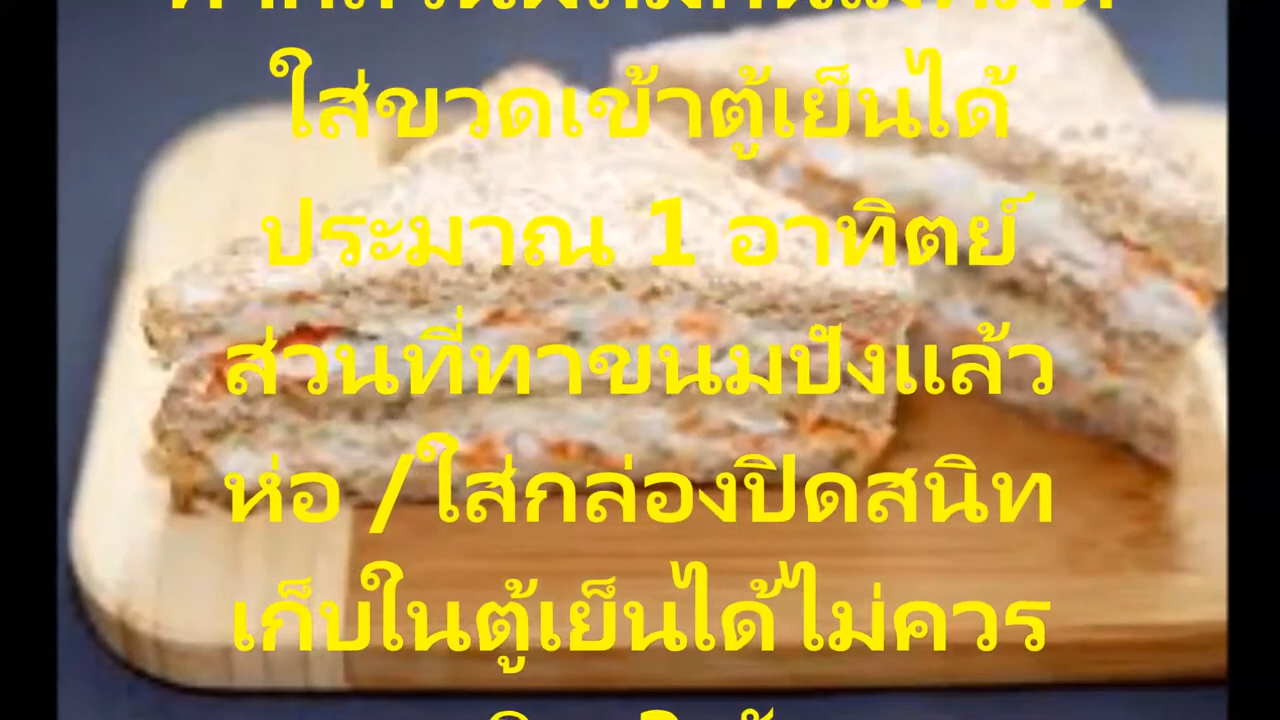 ใส่ขวดเข้าตู้เย็นได้
ประมาณ 1 อาทิตย์
ส่วนที่ทาขนมปังแล้ว
ห่อ /ใส่กล่องปิดสนิท
เก็บในตู้เย็นได้ไม่ควร